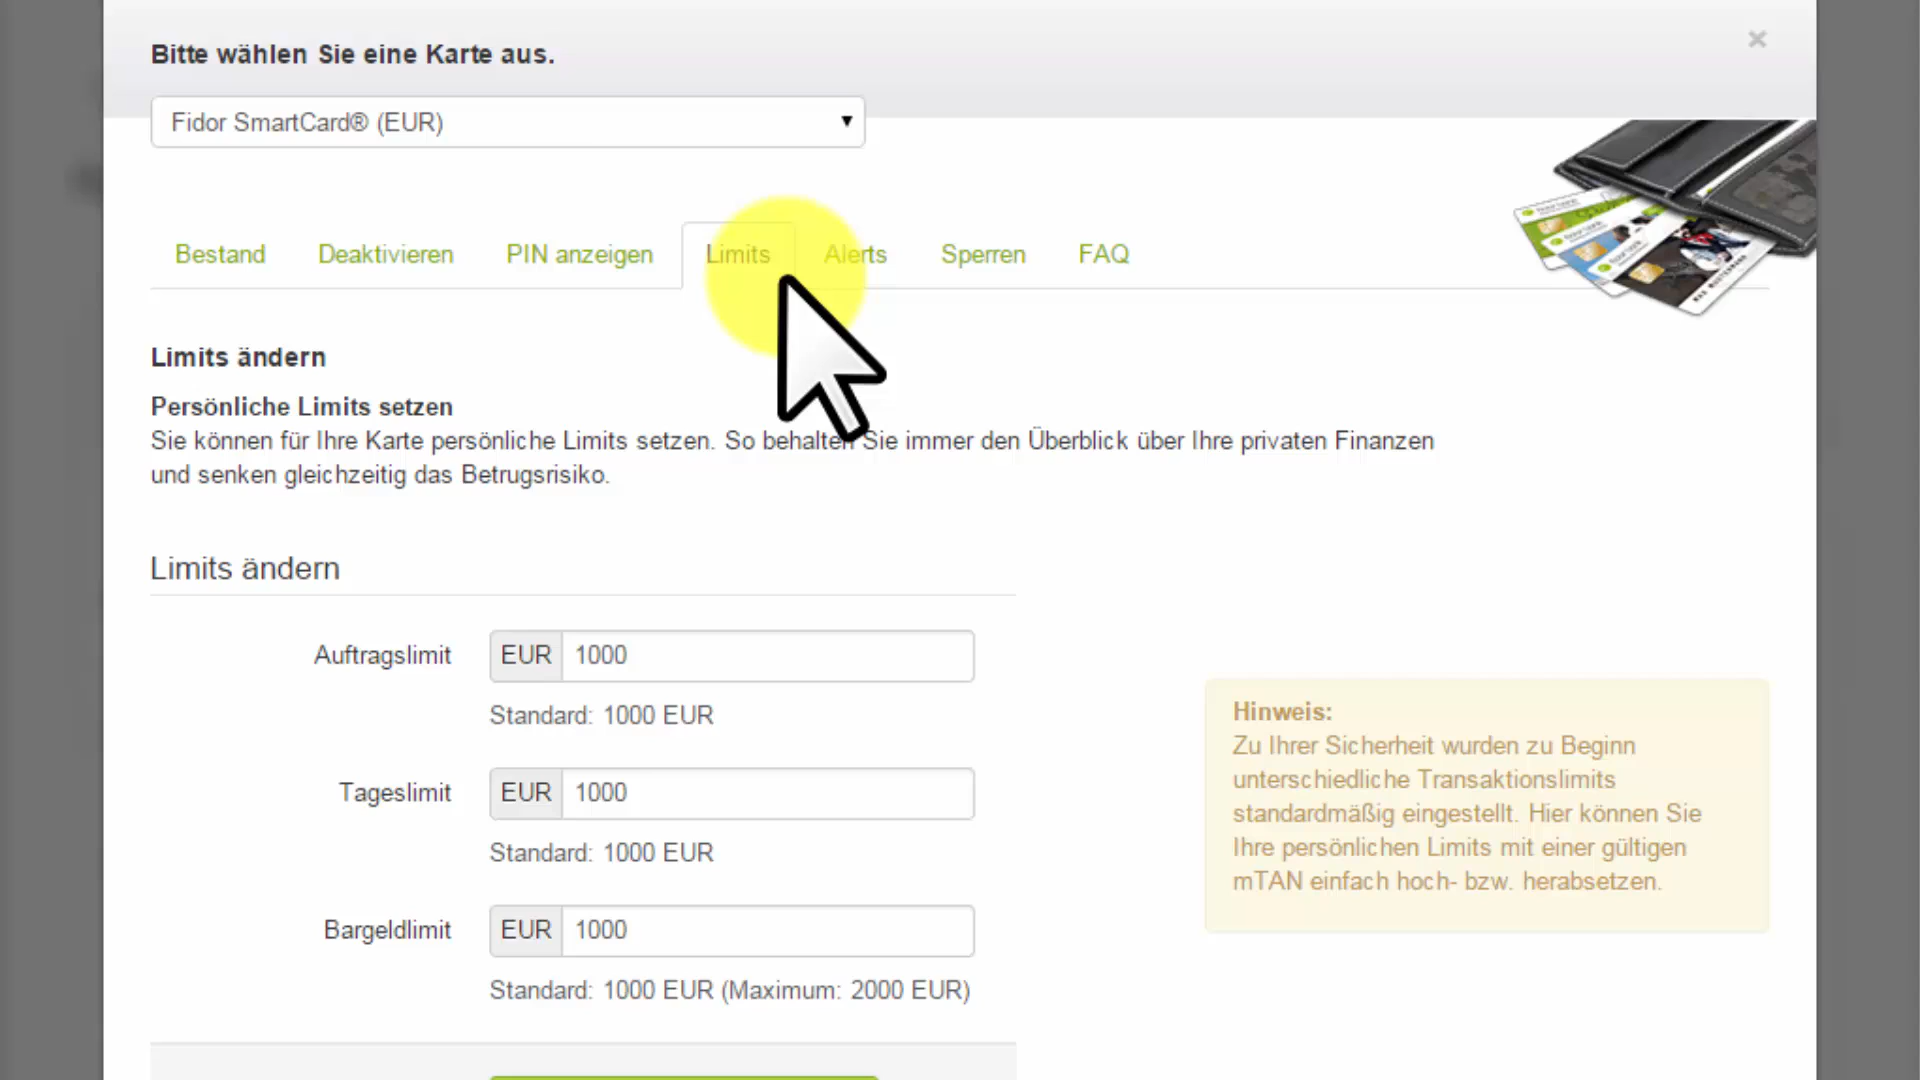 Bitte wählen Sie eine Karte aus.
×
Fidor SmartCard® (EUR)
Bestand Deaktivieren PIN anzeigen Limits Alerts Sperren FAQ
Limits ändern
Persönliche Limits setzen
Sie können für Ihre Karte persönliche Limits setzen. So behalten Sie immer den Überblick über Ihre privaten Finanzen
und senken gleichzeitig das Betrugsrisiko.
Limits ändern
Auftragslimit EUR 1000
Standard: 1000 EUR
Tageslimit EUR 1000
Standard: 1000 EUR
Bargeldlimit EUR 1000
Standard: 1000 EUR (Maximum: 2000 EUR)
Hinweis:
Zu Ihrer Sicherheit wurden zu Beginn
unterschiedliche Transaktionslimits
standardmäßig eingestellt. Hier können Sie
Ihre persönlichen Limits mit einer gültigen
mTAN einfach hoch- bzw. herabsetzen.